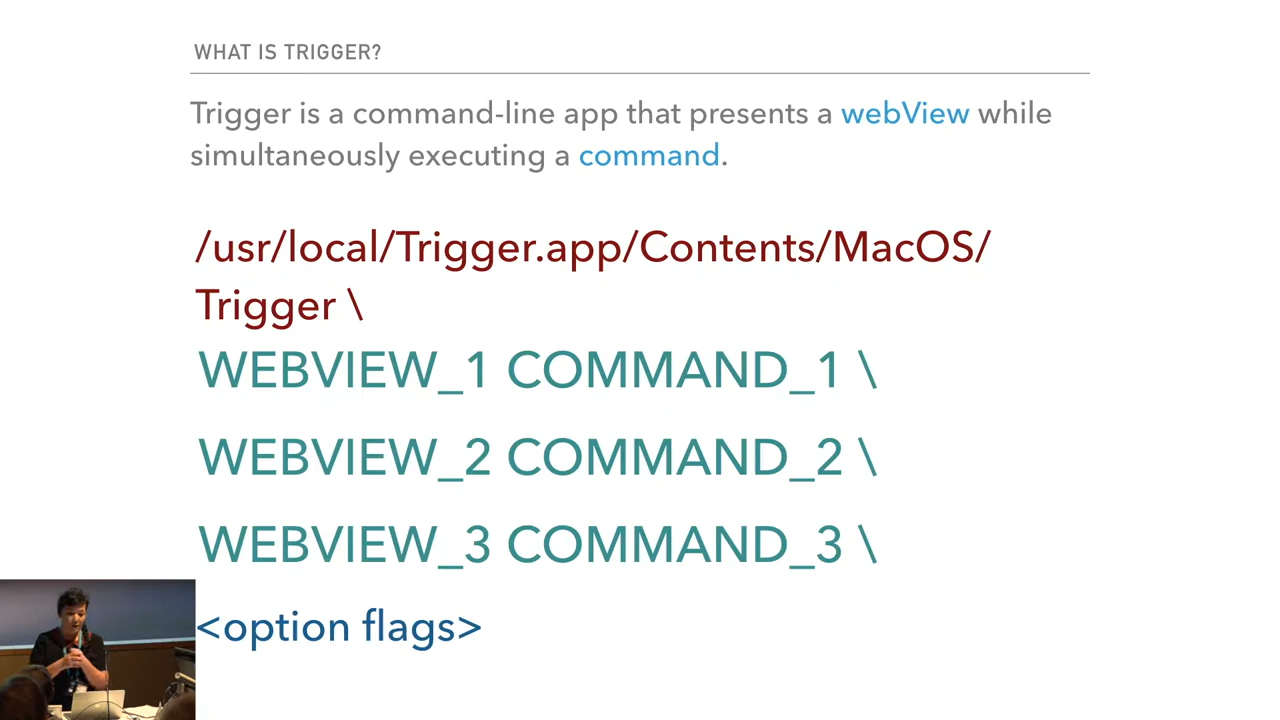 WHAT IS TRIGGER?
Trigger is a command-line app that presents a webView while
simultaneously executing a command.
/usr/local/Trigger.app/Contents/MacOS/
Trigger \
WEBVIEW_1 COMMAND_1 \
WEBVIEW_2 COMMAND_2 \
WEBVIEW_3 COMMAND_3 \
<option flags>